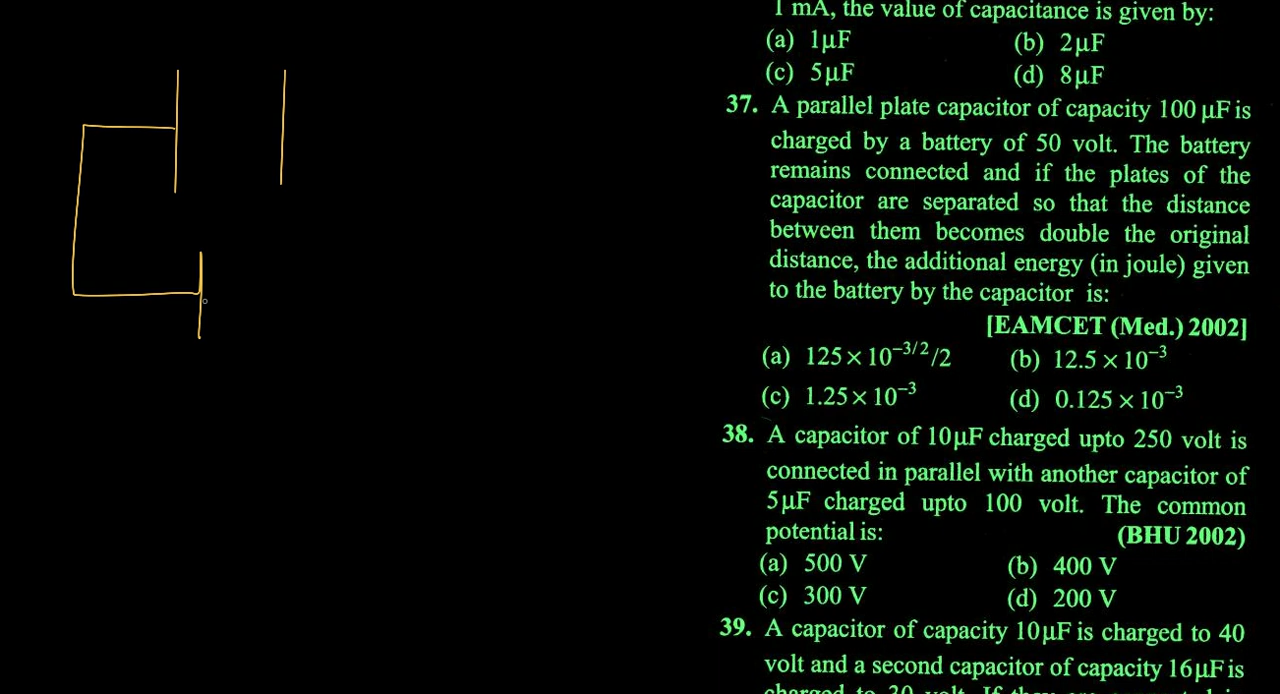 1 mA, the value of capacitance is given by:
(a) 1μF (b) 2μF
(c) 5μF (d) 8μF
37. A parallel plate capacitor of capacity 100 μF is
charged by a battery of 50 volt. The battery
remains connected and if the plates of the
capacitor are separated so that the distance
between them becomes double the original
distance, the additional energy (in joule) given
to the battery by the capacitor is:
[EAMCET (Med.) 2002]
(a) 125 × 10⁻³/²/2 (b) 12.5 × 10⁻³
(c) 1.25 × 10⁻³ (d) 0.125 × 10⁻³
38. A capacitor of 10μF charged upto 250 volt is
connected in parallel with another capacitor of
5μF charged upto 100 volt. The common
potential is: (BHU 2002)
(a) 500 V (b) 400 V
(c) 300 V (d) 200 V
39. A capacitor of capacity 10μF is charged to 40
volt and a second capacitor of capacity 16μF is